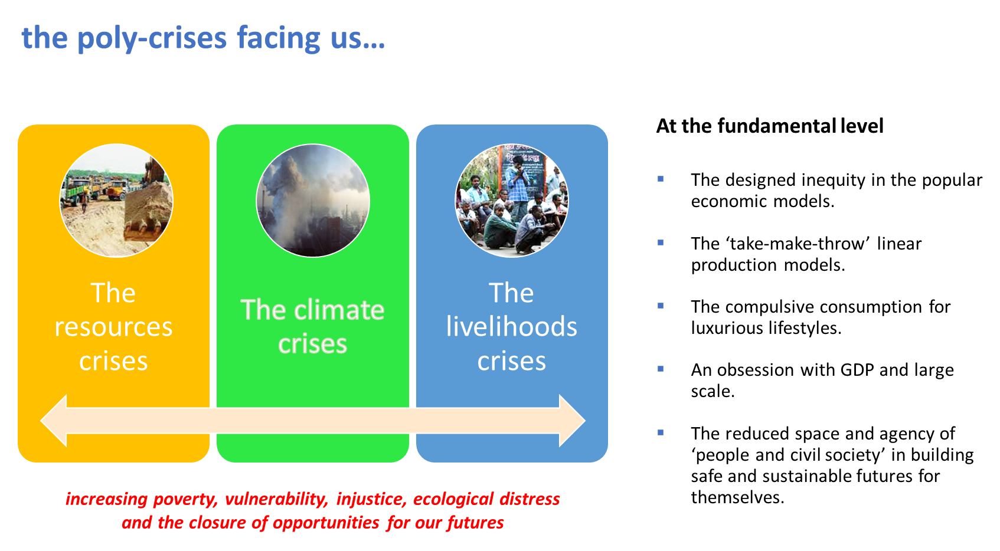 the poly-crises facing us...
The
resources
crises
The climate
crises
The
livelihoods
crises
increasing poverty, vulnerability, injustice, ecological distress
and the closure of opportunities for our futures
At the fundamental level
The designed inequity in the popular
economic models.
The ‘take-make-throw’ linear
production models.
The compulsive consumption for
luxurious lifestyles.
An obsession with GDP and large
scale.
The reduced space and agency of
‘people and civil society’ in building
safe and sustainable futures for
themselves.